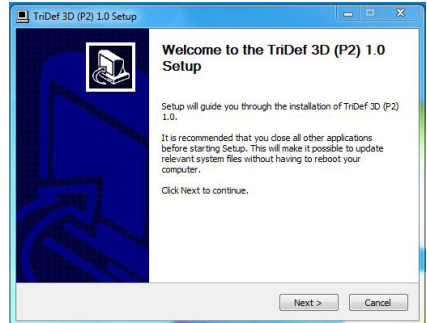 TriDef 3D (P2) 1.0 Setup
Welcome to the TriDef 3D (P2) 1.0
Setup
Setup will guide you through the installation of TriDef 3D (P2)
1.0.
It is recommended that you close all other applications
before starting Setup. This will make it possible to update
relevant system files without having to reboot your
computer.
Click Next to continue.
Next > Cancel